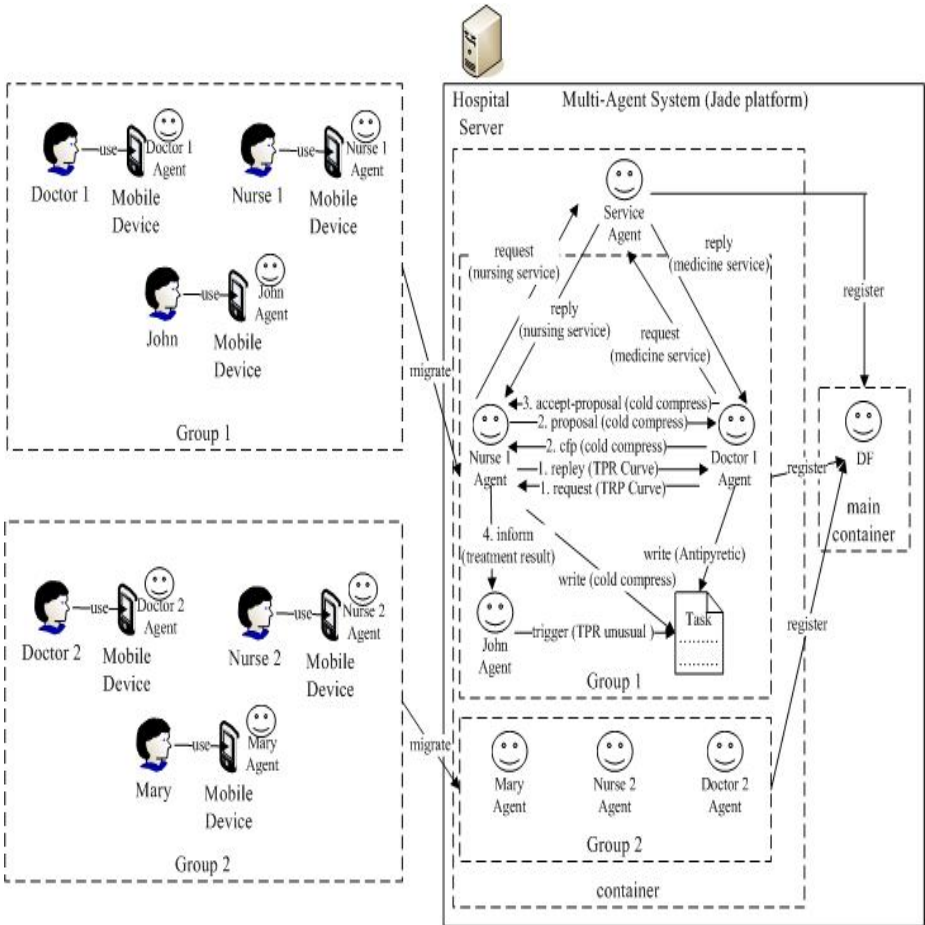 Hospital
Server
Multi-Agent System (Jade platform)
Doctor 1
use
Doctor 1
Agent
Mobile
Device
Nurse 1
use
Nurse 1
Agent
Mobile
Device
John
use
John
Agent
Mobile
Device
Group 1
migrate
Doctor 2
use
Doctor 2
Agent
Mobile
Device
Nurse 2
use
Nurse 2
Agent
Mobile
Device
Mary
use
Mary
Agent
Mobile
Device
Group 2
migrate
Service
Agent
request
(nursing service)
reply
(nursing service)
reply
(medicine service)
request
(medicine service)
register
3. accept-proposal (cold compress)
2. proposal (cold compress)
2. cfp (cold compress)
1. repley (TPR Curve)
1. request (TRP Curve)
Nurse 1
Agent
Doctor 1
Agent
register
DF
main
container
4. inform
(treatment result)
write (cold compress)
write (Antipyretic)
John
Agent
trigger (TPR unusual )
Task
Group 1
register
Mary
Agent
Nurse 2
Agent
Doctor 2
Agent
Group 2
container